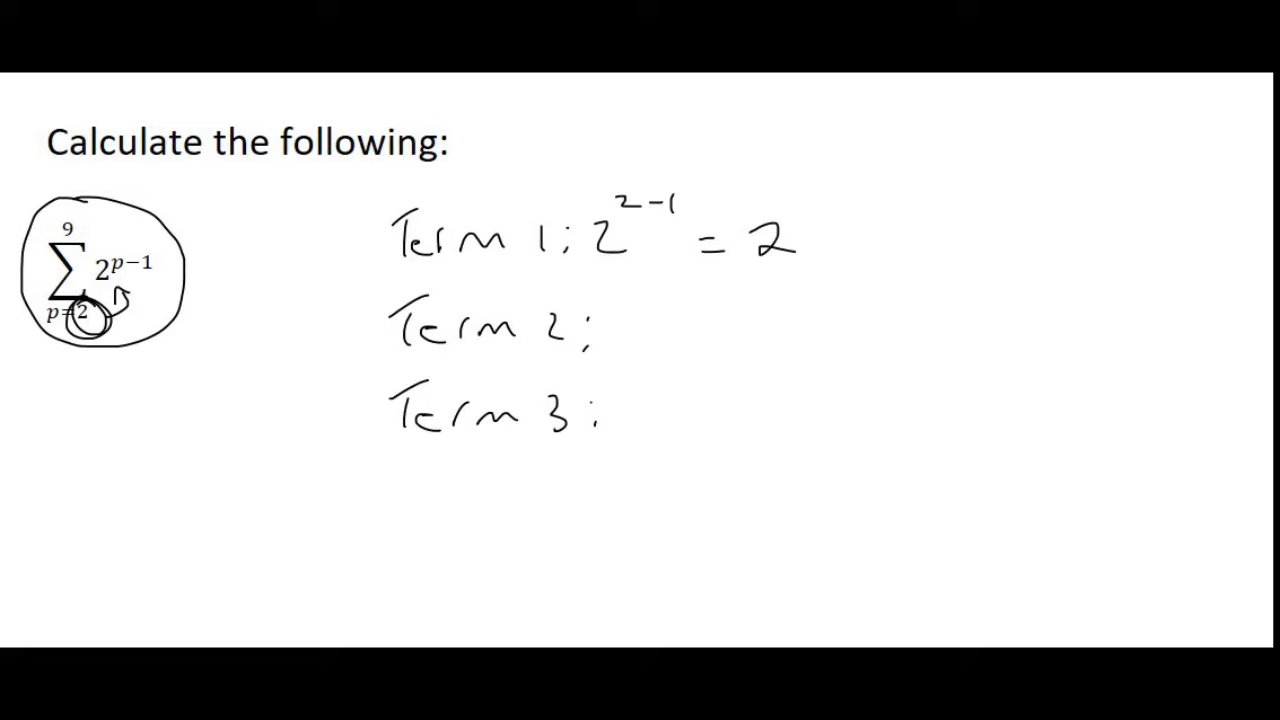 Calculate the following:
9
∑ 2^{p−1}
p=2
Term 1; 2^{2-1} = 2
Term 2;
Term 3: